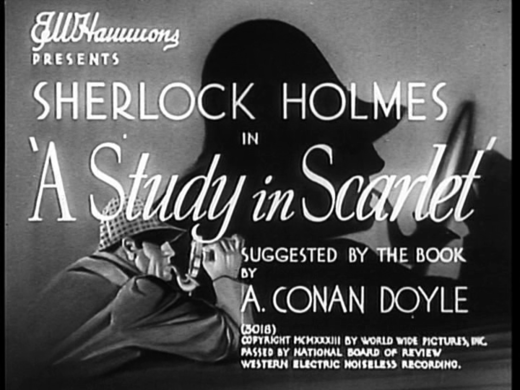 E.W. Hammons
PRESENTS
SHERLOCK HOLMES
IN
'A Study in Scarlet'
SUGGESTED BY THE BOOK
BY
A. CONAN DOYLE
(3018)
COPYRIGHT MCMXXXIII BY WORLD WIDE PICTURES, INC.
PASSED BY NATIONAL BOARD OF REVIEW
WESTERN ELECTRIC NOISELESS RECORDING.